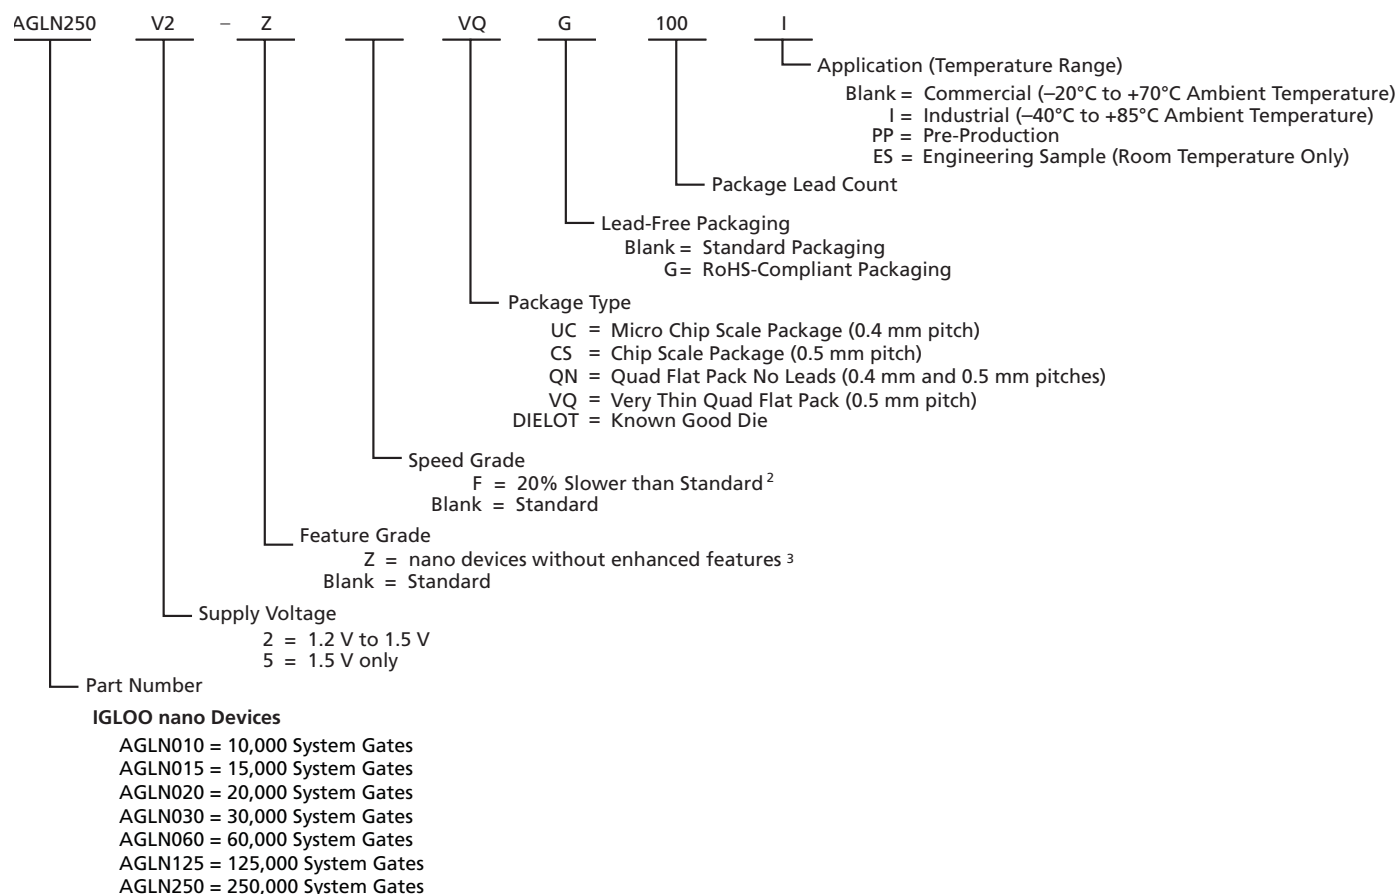 AGLN250 V2 – Z VQ G 100 I
Application (Temperature Range)
Blank = Commercial (–20°C to +70°C Ambient Temperature)
I = Industrial (–40°C to +85°C Ambient Temperature)
PP = Pre-Production
ES = Engineering Sample (Room Temperature Only)
Package Lead Count
Lead-Free Packaging
Blank = Standard Packaging
G= RoHS-Compliant Packaging
Package Type
UC = Micro Chip Scale Package (0.4 mm pitch)
CS = Chip Scale Package (0.5 mm pitch)
QN = Quad Flat Pack No Leads (0.4 mm and 0.5 mm pitches)
VQ = Very Thin Quad Flat Pack (0.5 mm pitch)
DIELOT = Known Good Die
Speed Grade
F = 20% Slower than Standard 2
Blank = Standard
Feature Grade
Z = nano devices without enhanced features 3
Blank = Standard
Supply Voltage
2 = 1.2 V to 1.5 V
5 = 1.5 V only
Part Number
IGLOO nano Devices
AGLN010 = 10,000 System Gates
AGLN015 = 15,000 System Gates
AGLN020 = 20,000 System Gates
AGLN030 = 30,000 System Gates
AGLN060 = 60,000 System Gates
AGLN125 = 125,000 System Gates
AGLN250 = 250,000 System Gates